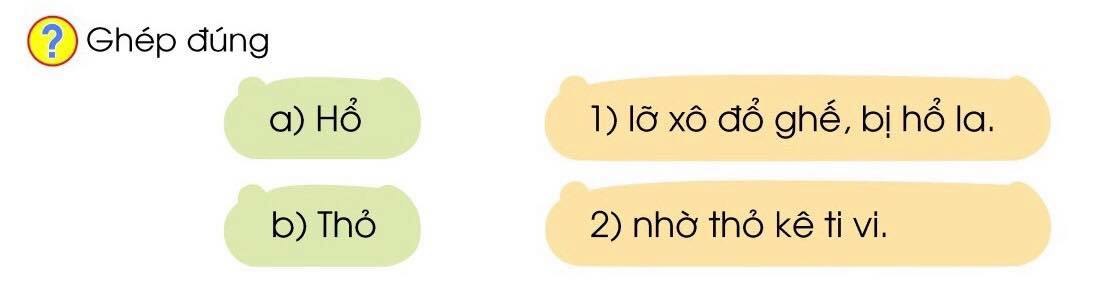 ? Ghép đúng
a) Hổ 1) lỡ xô đổ ghế, bị hổ la.
b) Thỏ 2) nhờ thỏ kê ti vi.